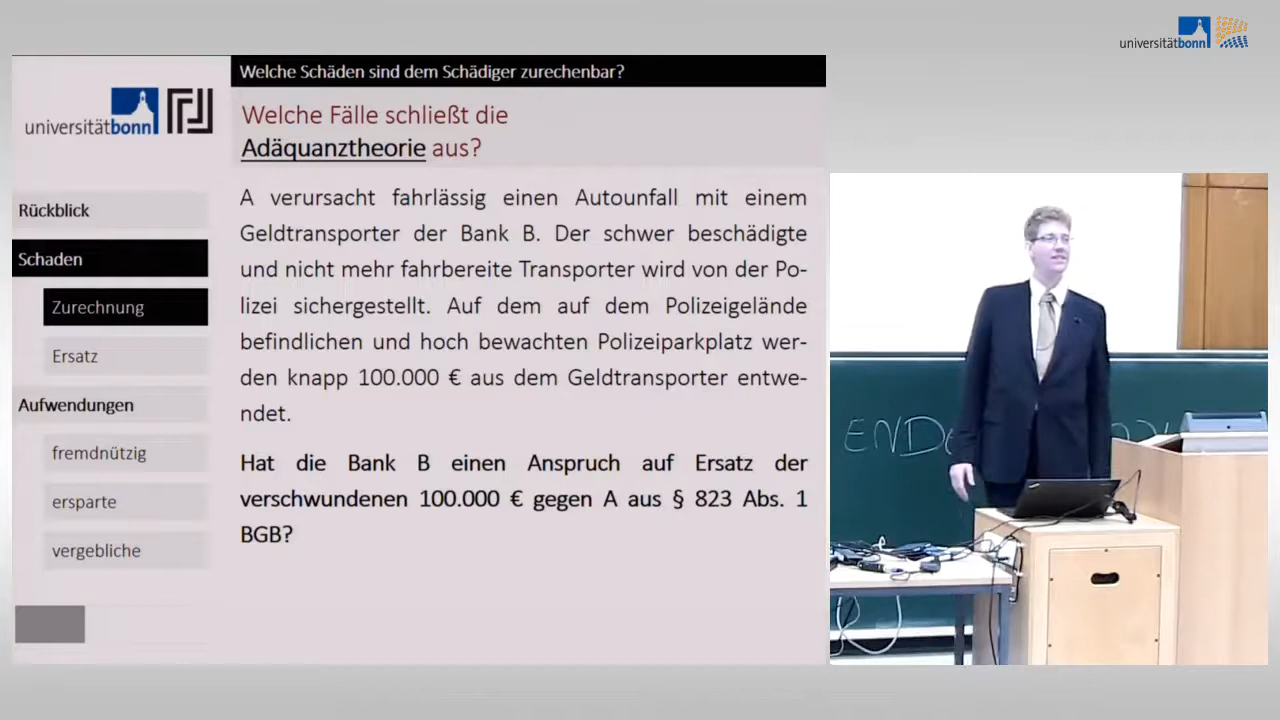 universitätbonn
Welche Schäden sind dem Schädiger zurechenbar?
universitätbonn
Welche Fälle schließt die
Adäquanztheorie aus?
Rückblick
Schaden
Zurechnung
Ersatz
Aufwendungen
fremdnützig
ersparte
vergebliche
A verursacht fahrlässig einen Autounfall mit einem
Geldtransporter der Bank B. Der schwer beschädigte
und nicht mehr fahrbereite Transporter wird von der Po-
lizei sichergestellt. Auf dem auf dem Polizeigelände
befindlichen und hoch bewachten Polizeiparkplatz wer-
den knapp 100.000 € aus dem Geldtransporter entwe-
ndet.
Hat die Bank B einen Anspruch auf Ersatz der
verschwundenen 100.000 € gegen A aus § 823 Abs. 1
BGB?